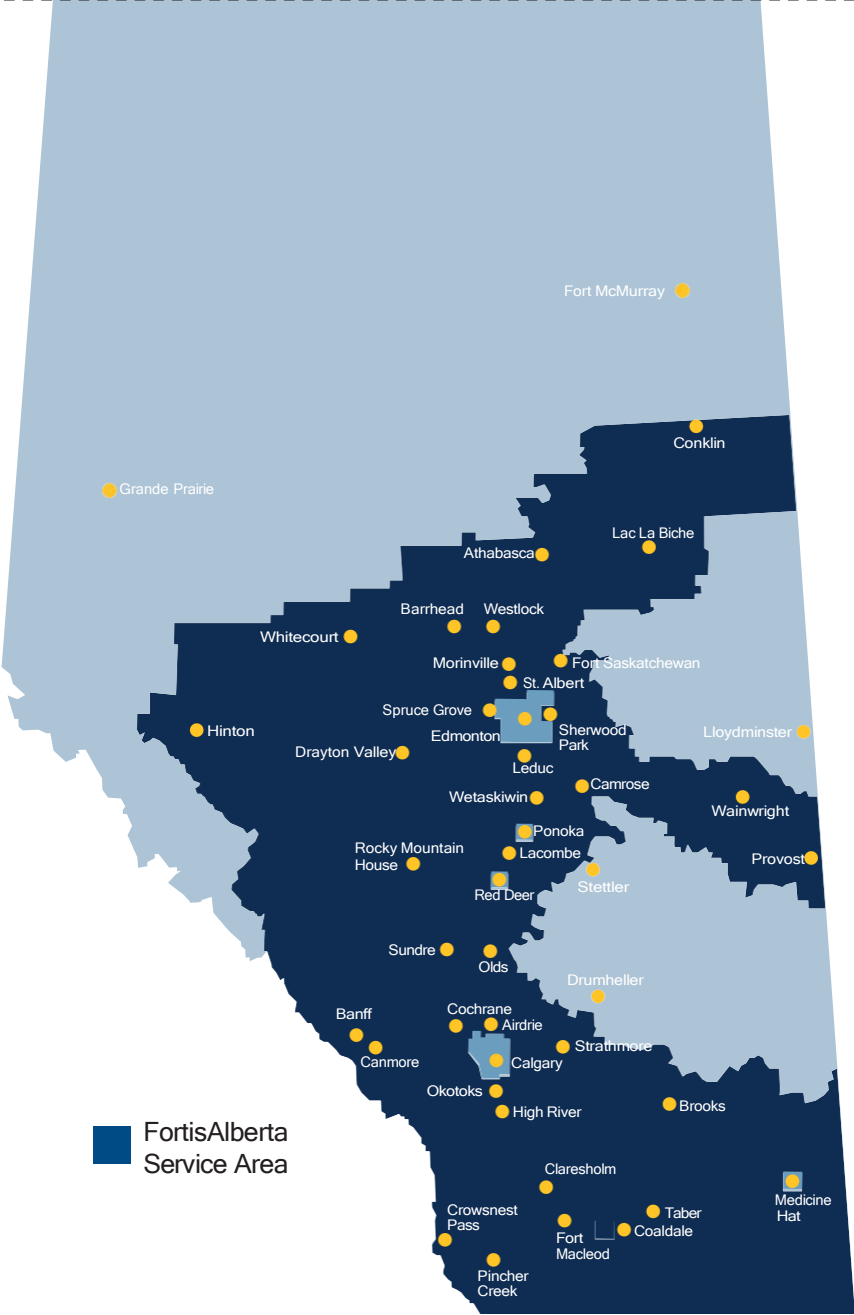 Fort McMurray
Conklin
Grande Prairie
Lac La Biche
Athabasca
Barrhead
Westlock
Whitecourt
Morinville
Fort Saskatchewan
St. Albert
Spruce Grove
Hinton
Edmonton
Sherwood
Park
Lloydminster
Drayton Valley
Leduc
Camrose
Wetaskiwin
Wainwright
Ponoka
Rocky Mountain
House
Lacombe
Provost
Red Deer
Stettler
Sundre
Olds
Drumheller
Banff
Cochrane
Airdrie
Canmore
Calgary
Strathmore
Okotoks
High River
Brooks
FortisAlberta
Service Area
Claresholm
Medicine
Hat
Crowsnest
Pass
Taber
Fort
Macleod
Coaldale
Pincher
Creek